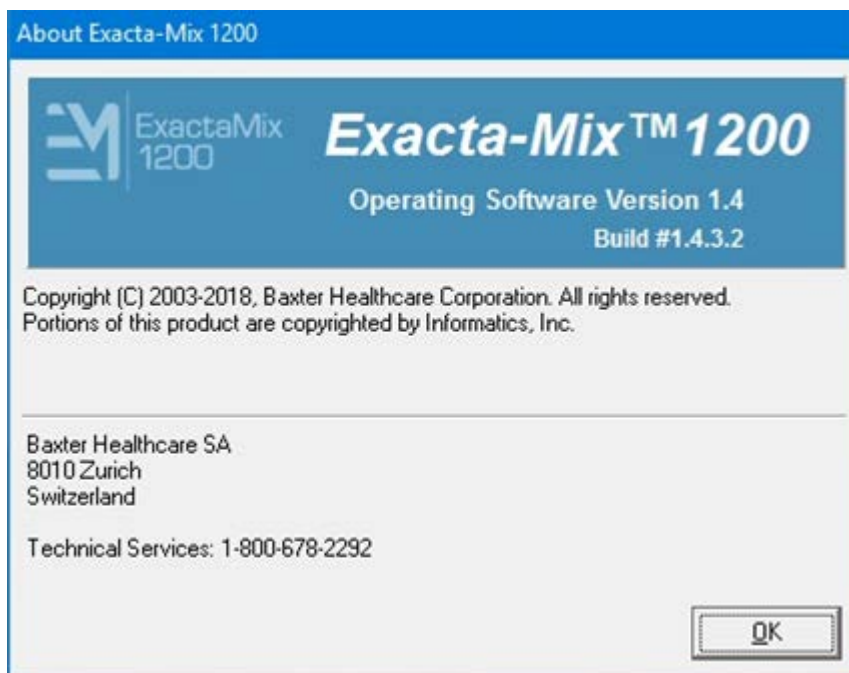 About Exacta-Mix 1200
EM ExactaMix
1200
Exacta-Mix™1200
Operating Software Version 1.4
Build #1.4.3.2
Copyright (C) 2003-2018, Baxter Healthcare Corporation. All rights reserved.
Portions of this product are copyrighted by Informatics, Inc.
Baxter Healthcare SA
8010 Zurich
Switzerland
Technical Services: 1-800-678-2292
OK